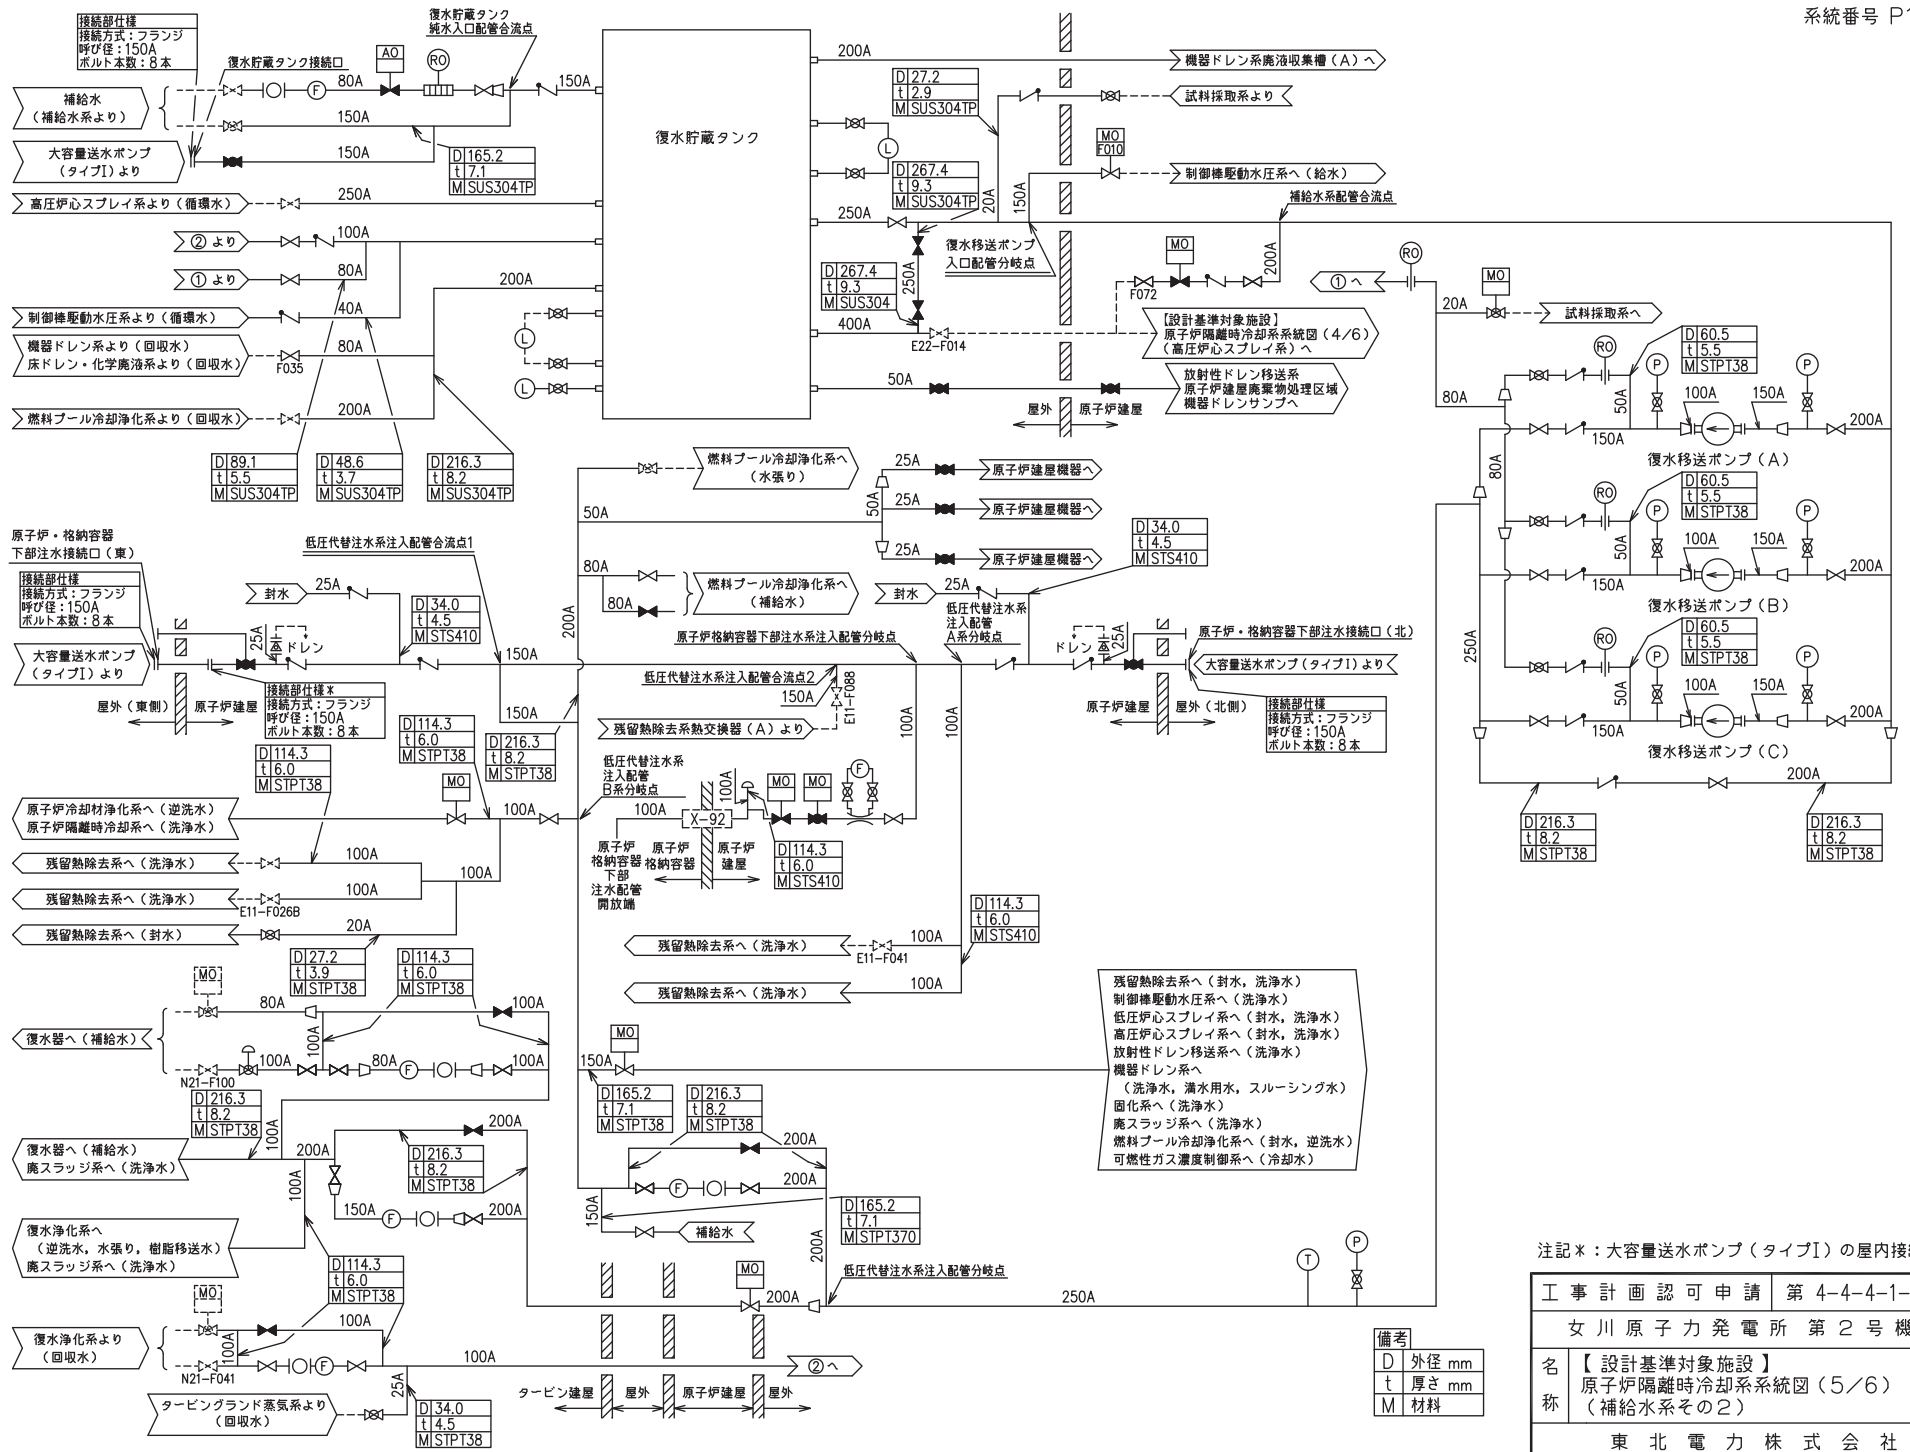 系統番号 P1
接続部仕様
接続方式：フランジ
呼び径：150A
ボルト本数：8本
復水貯蔵タンク接続口
復水貯蔵タンク
純水入口配管合流点
AO
RO
F
80A
150A
補給水
（補給水系より）
150A
大容量送水ポンプ
（タイプI）より
150A
D 165.2
t 7.1
M SUS304TP
高圧炉心スプレイ系より（循環水）
250A
②より
100A
①より
80A
制御棒駆動水圧系より（循環水）
40A
200A
機器ドレン系より（回収水）
床ドレン・化学廃液系より（回収水）
F035
80A
燃料プール冷却浄化系より（回収水）
200A
D 89.1
t 5.5
M SUS304TP
D 48.6
t 3.7
M SUS304TP
D 216.3
t 8.2
M SUS304TP
復水貯蔵タンク
L
L
L
200A
機器ドレン系廃液収集槽（A）へ
D 27.2
t 2.9
M SUS304TP
試料採取系より
MO
F010
制御棒駆動水圧系へ（給水）
D 267.4
t 9.3
M SUS304TP
20A
150A
250A
補給水系配管合流点
復水移送ポンプ
入口配管分岐点
D 267.4
t 9.3
M SUS304
250A
MO
F072
200A
400A
E22-F014
【設計基準対象施設】
原子炉隔離時冷却系系統図（4/6）
（高圧炉心スプレイ系）へ
50A
放射性ドレン移送系
原子炉建屋廃棄物処理区域
機器ドレンサンプへ
屋外
原子炉建屋
①へ
RO
MO
20A
試料採取系へ
80A
RO
D 60.5
t 5.5
M STPT38
P
P
50A
100A
150A
150A
200A
復水移送ポンプ（A）
80A
RO
D 60.5
t 5.5
M STPT38
P
P
50A
100A
150A
150A
200A
復水移送ポンプ（B）
RO
D 60.5
t 5.5
M STPT38
P
P
50A
100A
150A
150A
200A
復水移送ポンプ（C）
250A
200A
D 216.3
t 8.2
M STPT38
D 216.3
t 8.2
M STPT38
燃料プール冷却浄化系へ
（水張り）
50A
50A
25A
原子炉建屋機器へ
25A
原子炉建屋機器へ
25A
原子炉建屋機器へ
80A
80A
燃料プール冷却浄化系へ
（補給水）
200A
原子炉・格納容器
下部注水接続口（東）
接続部仕様
接続方式：フランジ
呼び径：150A
ボルト本数：8本
大容量送水ポンプ
（タイプI）より
屋外（東側）
原子炉建屋
低圧代替注水系注入配管合流点1
封水
25A
25A
ドレン
D 34.0
t 4.5
M STS410
接続部仕様＊
接続方式：フランジ
呼び径：150A
ボルト本数：8本
150A
150A
原子炉格納容器下部注水系注入配管分岐点
低圧代替注水系注入配管合流点2
150A
E11-F088
残留熱除去系熱交換器（A）より
封水
25A
低圧代替注水系
注入配管
A系分岐点
D 34.0
t 4.5
M STS410
ドレン
25A
原子炉・格納容器下部注水接続口（北）
大容量送水ポンプ（タイプI）より
原子炉建屋
屋外（北側）
接続部仕様
接続方式：フランジ
呼び径：150A
ボルト本数：8本
100A
100A
D 114.3
t 6.0
M STPT38
D 114.3
t 6.0
M STPT38
D 216.3
t 8.2
M STPT38
低圧代替注水系
注入配管
B系分岐点
MO
原子炉冷却材浄化系へ（逆洗水）
原子炉隔離時冷却系へ（洗浄水）
100A
100A
X-92
100A
MO
MO
F
原子炉
格納容器
下部
注水配管
開放端
原子炉
格納容器
原子炉
建屋
D 114.3
t 6.0
M STS410
残留熱除去系へ（洗浄水）
100A
残留熱除去系へ（洗浄水）
E11-F026B
100A
100A
残留熱除去系へ（封水）
20A
D 27.2
t 3.9
M STPT38
D 114.3
t 6.0
M STPT38
D 114.3
t 6.0
M STS410
残留熱除去系へ（洗浄水）
E11-F041
100A
残留熱除去系へ（洗浄水）
100A
MO
80A
100A
復水器へ（補給水）
N21-F100
100A
100A
80A
F
100A
100A
D 216.3
t 8.2
M STPT38
復水器へ（補給水）
廃スラッジ系へ（洗浄水）
200A
100A
200A
D 216.3
t 8.2
M STPT38
150A
F
200A
復水浄化系へ
（逆洗水，水張り，樹脂移送水）
廃スラッジ系へ（洗浄水）
D 114.3
t 6.0
M STPT38
MO
復水浄化系より
（回収水）
N21-F041
100A
100A
F
100A
②へ
タービングランド蒸気系より
（回収水）
25A
D 34.0
t 4.5
M STPT38
MO
150A
D 165.2
t 7.1
M STPT38
D 216.3
t 8.2
M STPT38
200A
F
200A
150A
補給水
D 165.2
t 7.1
M STPT370
200A
残留熱除去系へ（封水，洗浄水）
制御棒駆動水圧系へ（洗浄水）
低圧炉心スプレイ系へ（封水，洗浄水）
高圧炉心スプレイ系へ（封水，洗浄水）
放射性ドレン移送系へ（洗浄水）
機器ドレン系へ
（洗浄水，満水用水，スルーシング水）
固化系へ（洗浄水）
廃スラッジ系へ（洗浄水）
燃料プール冷却浄化系へ（封水，逆洗水）
可燃性ガス濃度制御系へ（冷却水）
MO
200A
低圧代替注水系注入配管分岐点
250A
T
P
タービン建屋
屋外
原子炉建屋
屋外
備考
D 外径 mm
t 厚さ mm
M 材料
注記＊：大容量送水ポンプ（タイプI）の屋内接
工事計画認可申請 第 4-4-4-1-
女川原子力発電所 第2号機
名称
【設計基準対象施設】
原子炉隔離時冷却系系統図（5/6）
（補給水系その2）
東北電力株式会社